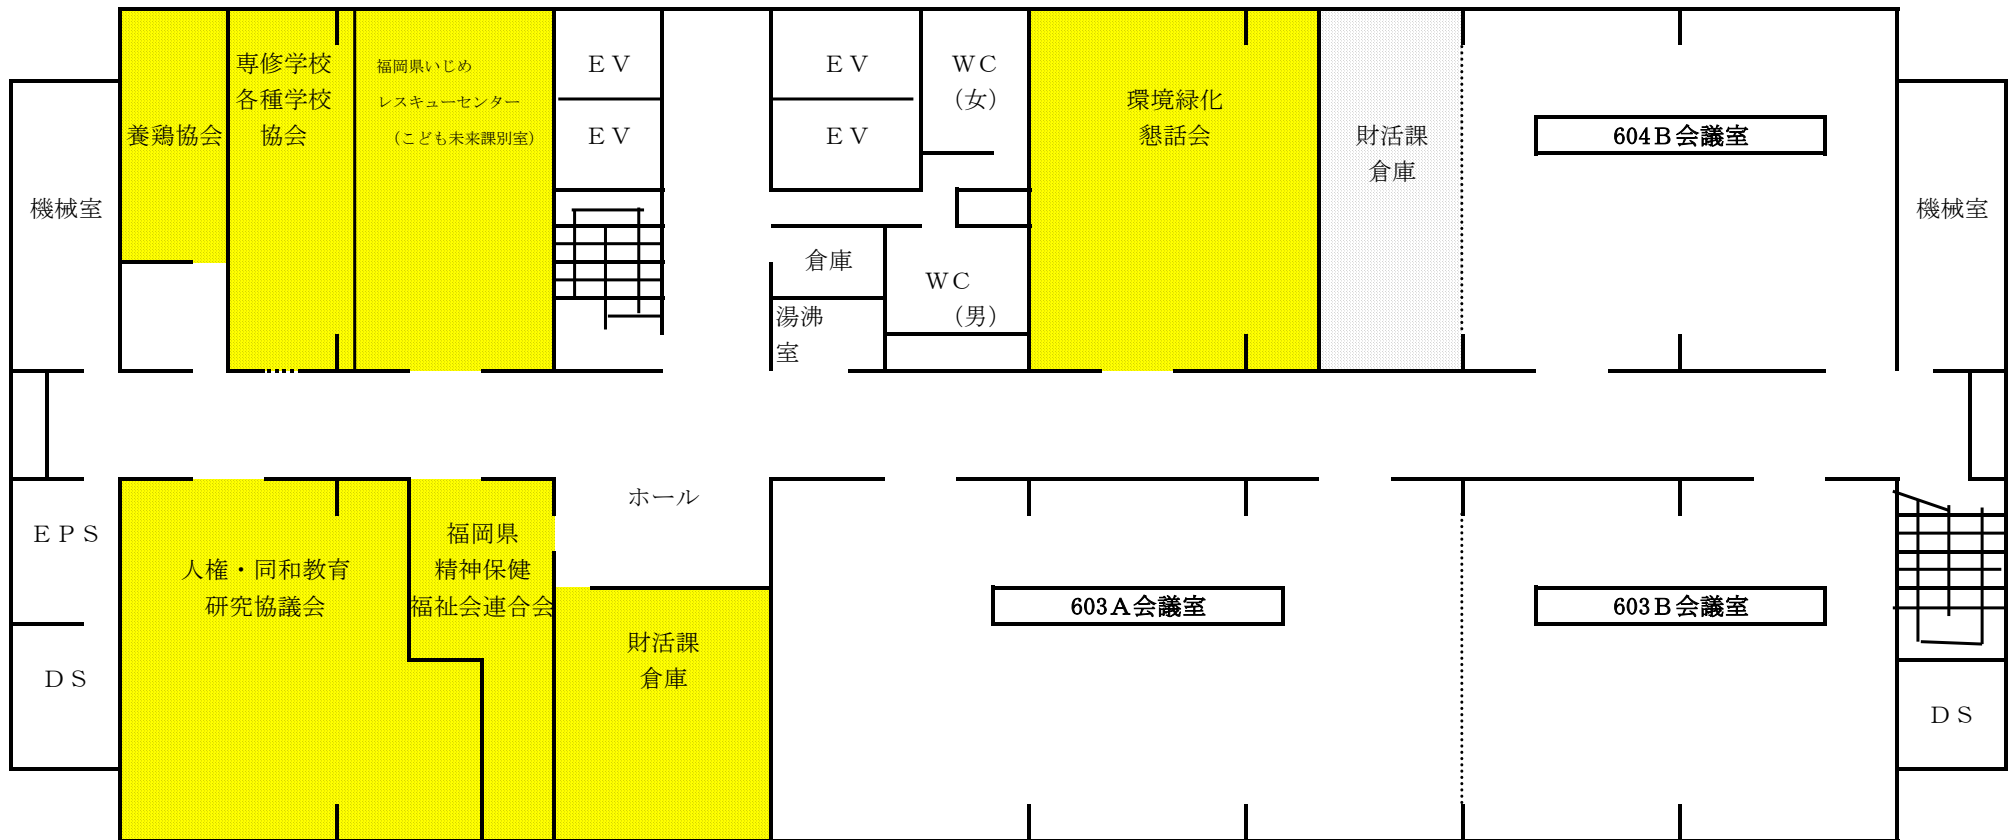 養鶏協会
専修学校
各種学校
協会
福岡県いじめ
レスキューセンター
（こども未来課別室）
ＥＶ
ＥＶ
ＥＶ
ＥＶ
ＷＣ
（女）
環境緑化
懇話会
財活課
倉庫
604Ｂ会議室
機械室
機械室
倉庫
ＷＣ
（男）
湯沸
室
ホール
ＥＰＳ
ＤＳ
人権・同和教育
研究協議会
福岡県
精神保健
福祉会連合会
財活課
倉庫
603Ａ会議室
603Ｂ会議室
ＤＳ